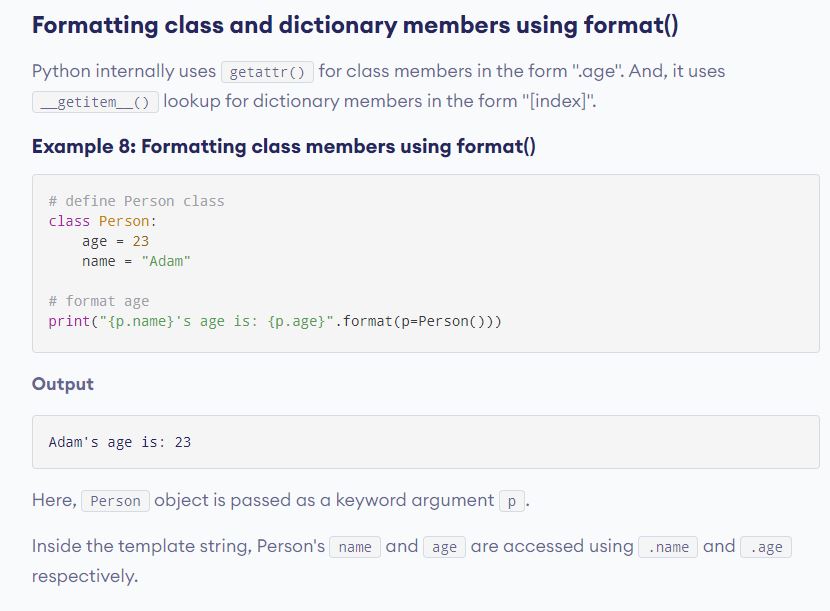 Formatting class and dictionary members using format()
Python internally uses getattr() for class members in the form ".age". And, it uses
__getitem__() lookup for dictionary members in the form "[index]".
Example 8: Formatting class members using format()
# define Person class
class Person:
    age = 23
    name = "Adam"

# format age
print("{p.name}'s age is: {p.age}".format(p=Person()))
Output
Adam's age is: 23
Here, Person object is passed as a keyword argument p.
Inside the template string, Person's name and age are accessed using .name and .age
respectively.